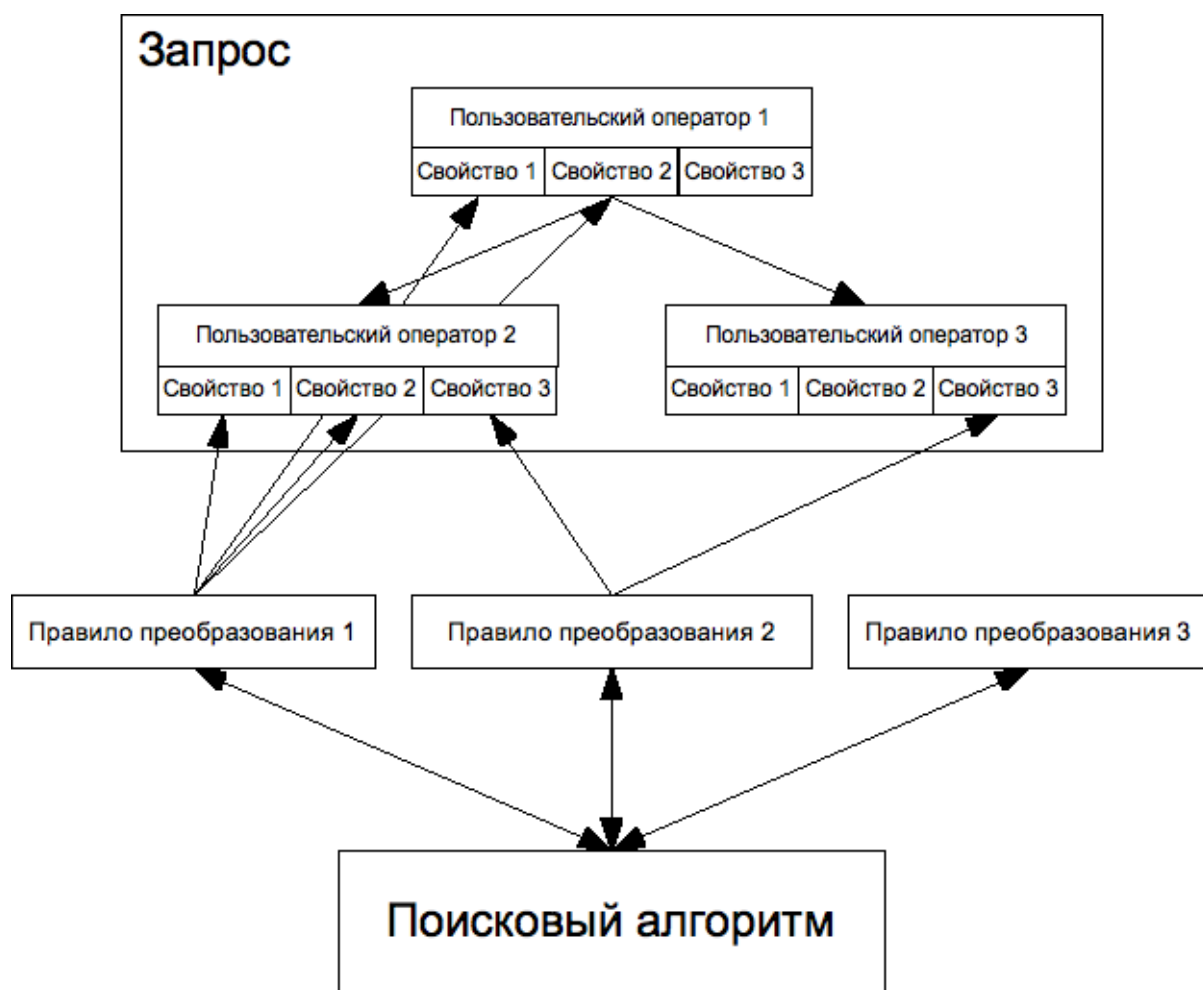 Запрос
Пользовательский оператор 1
Свойство 1 Свойство 2 Свойство 3
Пользовательский оператор 2 Пользовательский оператор 3
Свойство 1 Свойство 2 Свойство 3 Свойство 1 Свойство 2 Свойство 3
Правило преобразования 1 Правило преобразования 2 Правило преобразования 3
Поисковый алгоритм